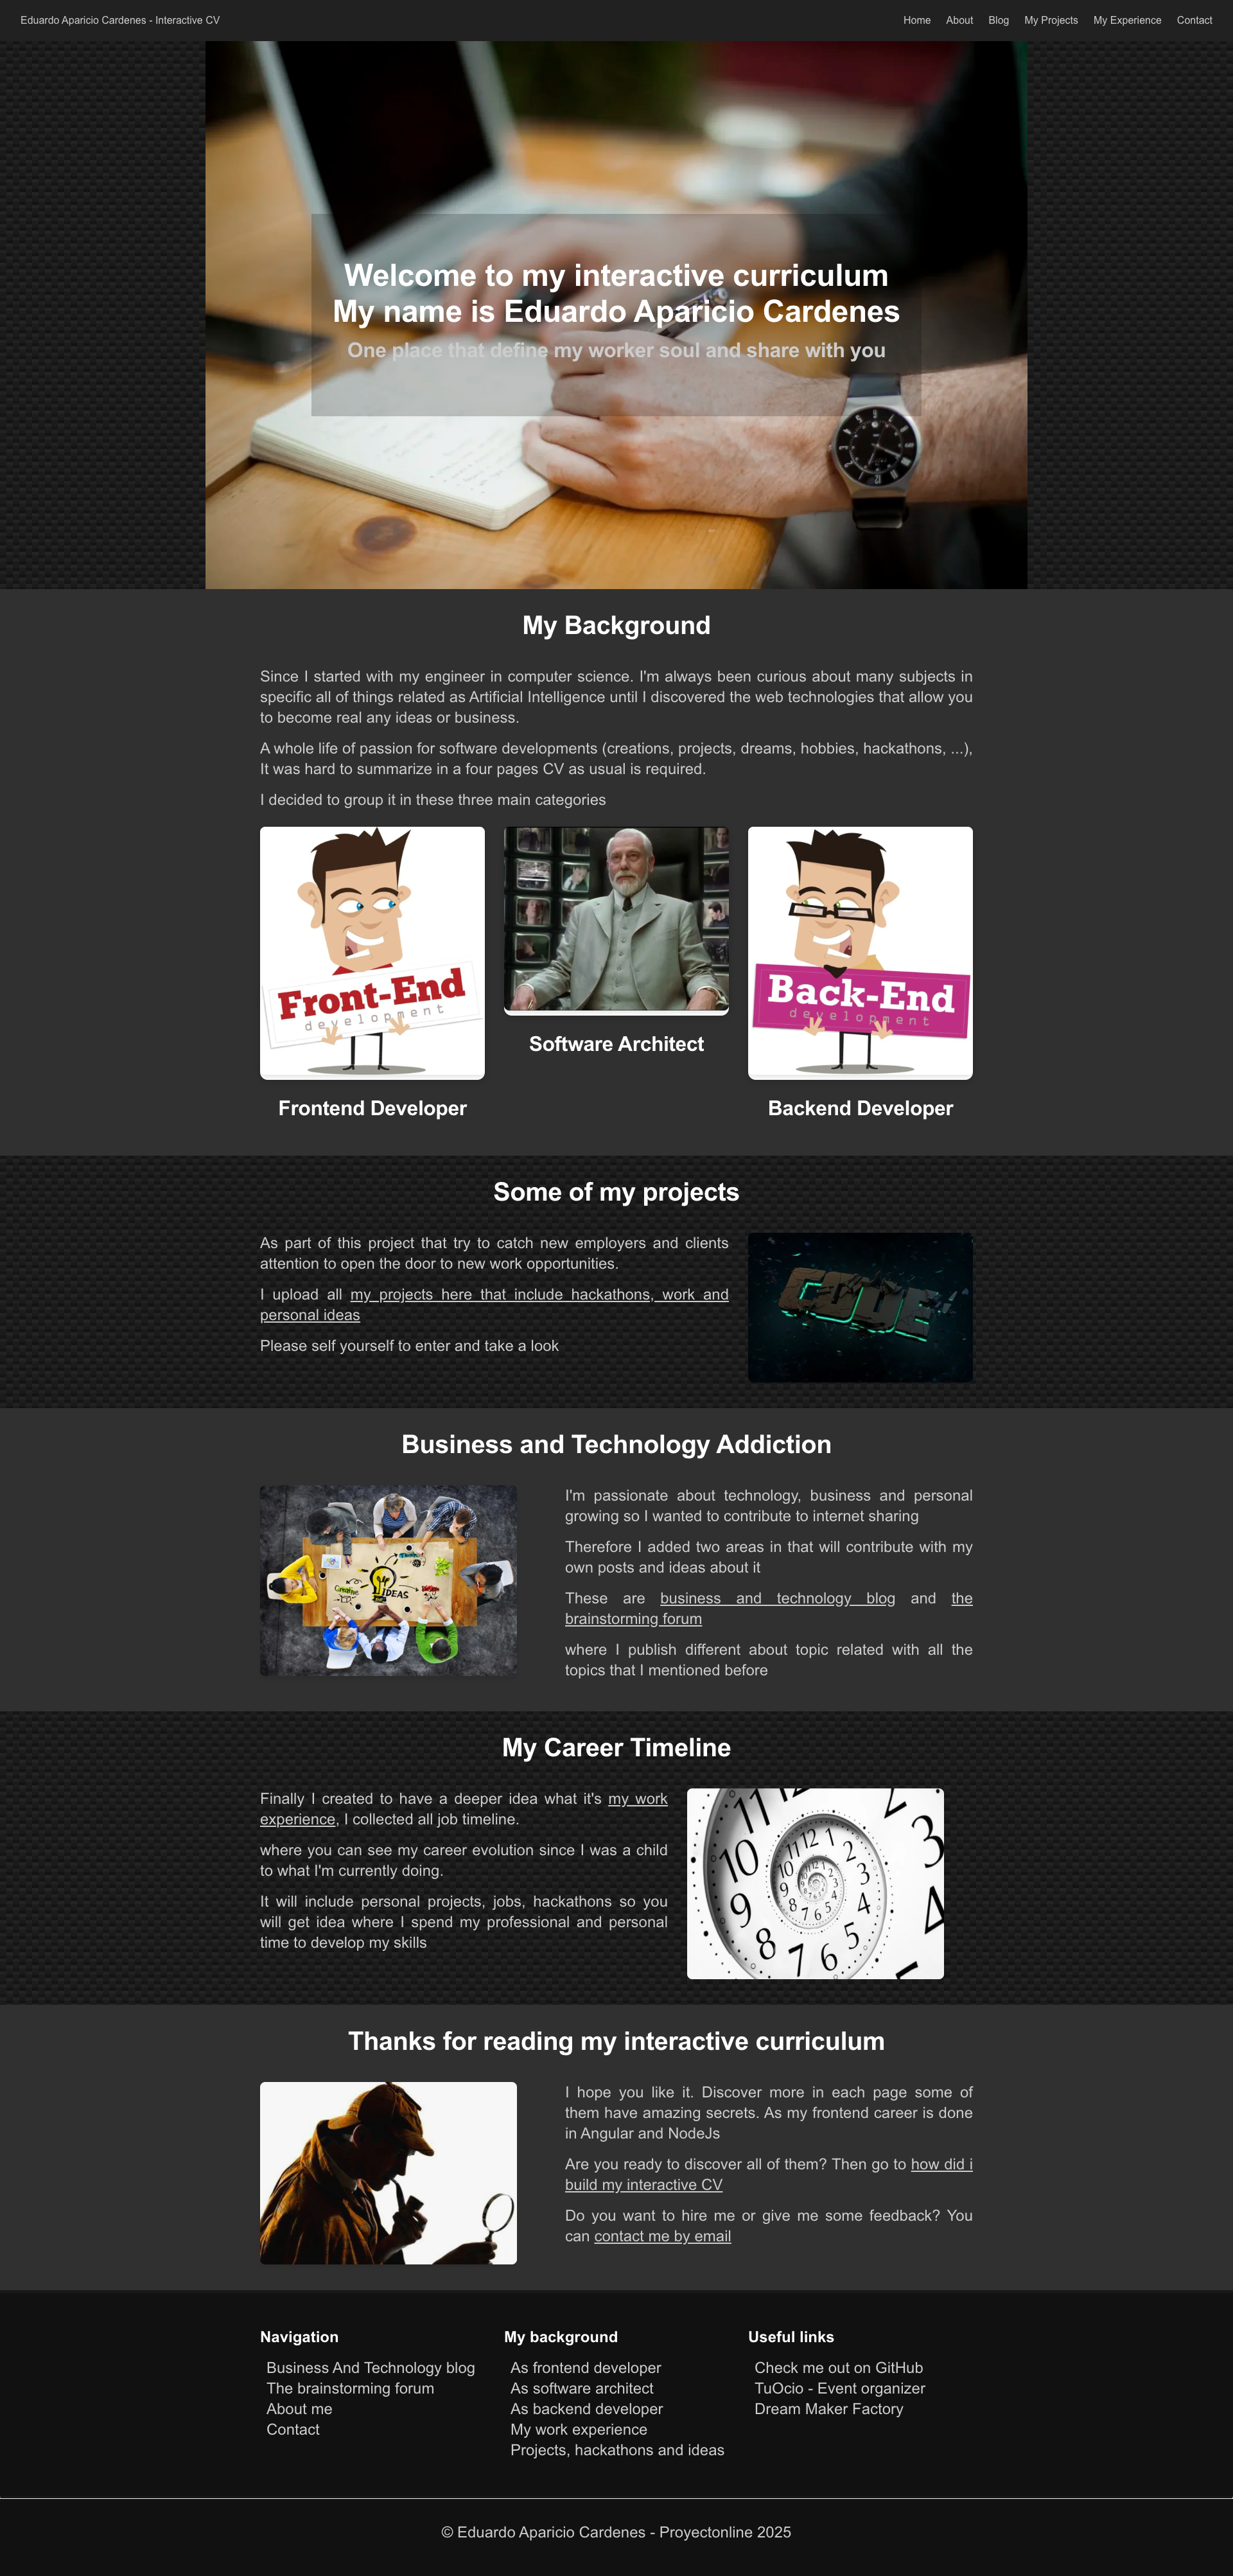 Eduardo Aparicio Cardenes - Interactive CV
Home About Blog My Projects My Experience Contact
Welcome to my interactive curriculum
My name is Eduardo Aparicio Cardenes
One place that define my worker soul and share with you
My Background
Since I started with my engineer in computer science. I'm always been curious about many subjects in
specific all of things related as Artificial Intelligence until I discovered the web technologies that allow you
to become real any ideas or business.
A whole life of passion for software developments (creations, projects, dreams, hobbies, hackathons, ...),
It was hard to summarize in a four pages CV as usual is required.
I decided to group it in these three main categories
Front-End
development
Frontend Developer
Software Architect
Back-End
development
Backend Developer
Some of my projects
As part of this project that try to catch new employers and clients
attention to open the door to new work opportunities.
I upload all my projects here that include hackathons, work and
personal ideas
Please self yourself to enter and take a look
CODE
Business and Technology Addiction
Creative
IDEAS
I'm passionate about technology, business and personal
growing so I wanted to contribute to internet sharing
Therefore I added two areas in that will contribute with my
own posts and ideas about it
These are business and technology blog and the
brainstorming forum
where I publish different about topic related with all the
topics that I mentioned before
My Career Timeline
Finally I created to have a deeper idea what it's my work
experience, I collected all job timeline.
where you can see my career evolution since I was a child
to what I'm currently doing.
It will include personal projects, jobs, hackathons so you
will get idea where I spend my professional and personal
time to develop my skills
Thanks for reading my interactive curriculum
I hope you like it. Discover more in each page some of
them have amazing secrets. As my frontend career is done
in Angular and NodeJs
Are you ready to discover all of them? Then go to how did i
build my interactive CV
Do you want to hire me or give me some feedback? You
can contact me by email
Navigation
Business And Technology blog
The brainstorming forum
About me
Contact
My background
As frontend developer
As software architect
As backend developer
My work experience
Projects, hackathons and ideas
Useful links
Check me out on GitHub
TuOcio - Event organizer
Dream Maker Factory
© Eduardo Aparicio Cardenes - Proyectonline 2025